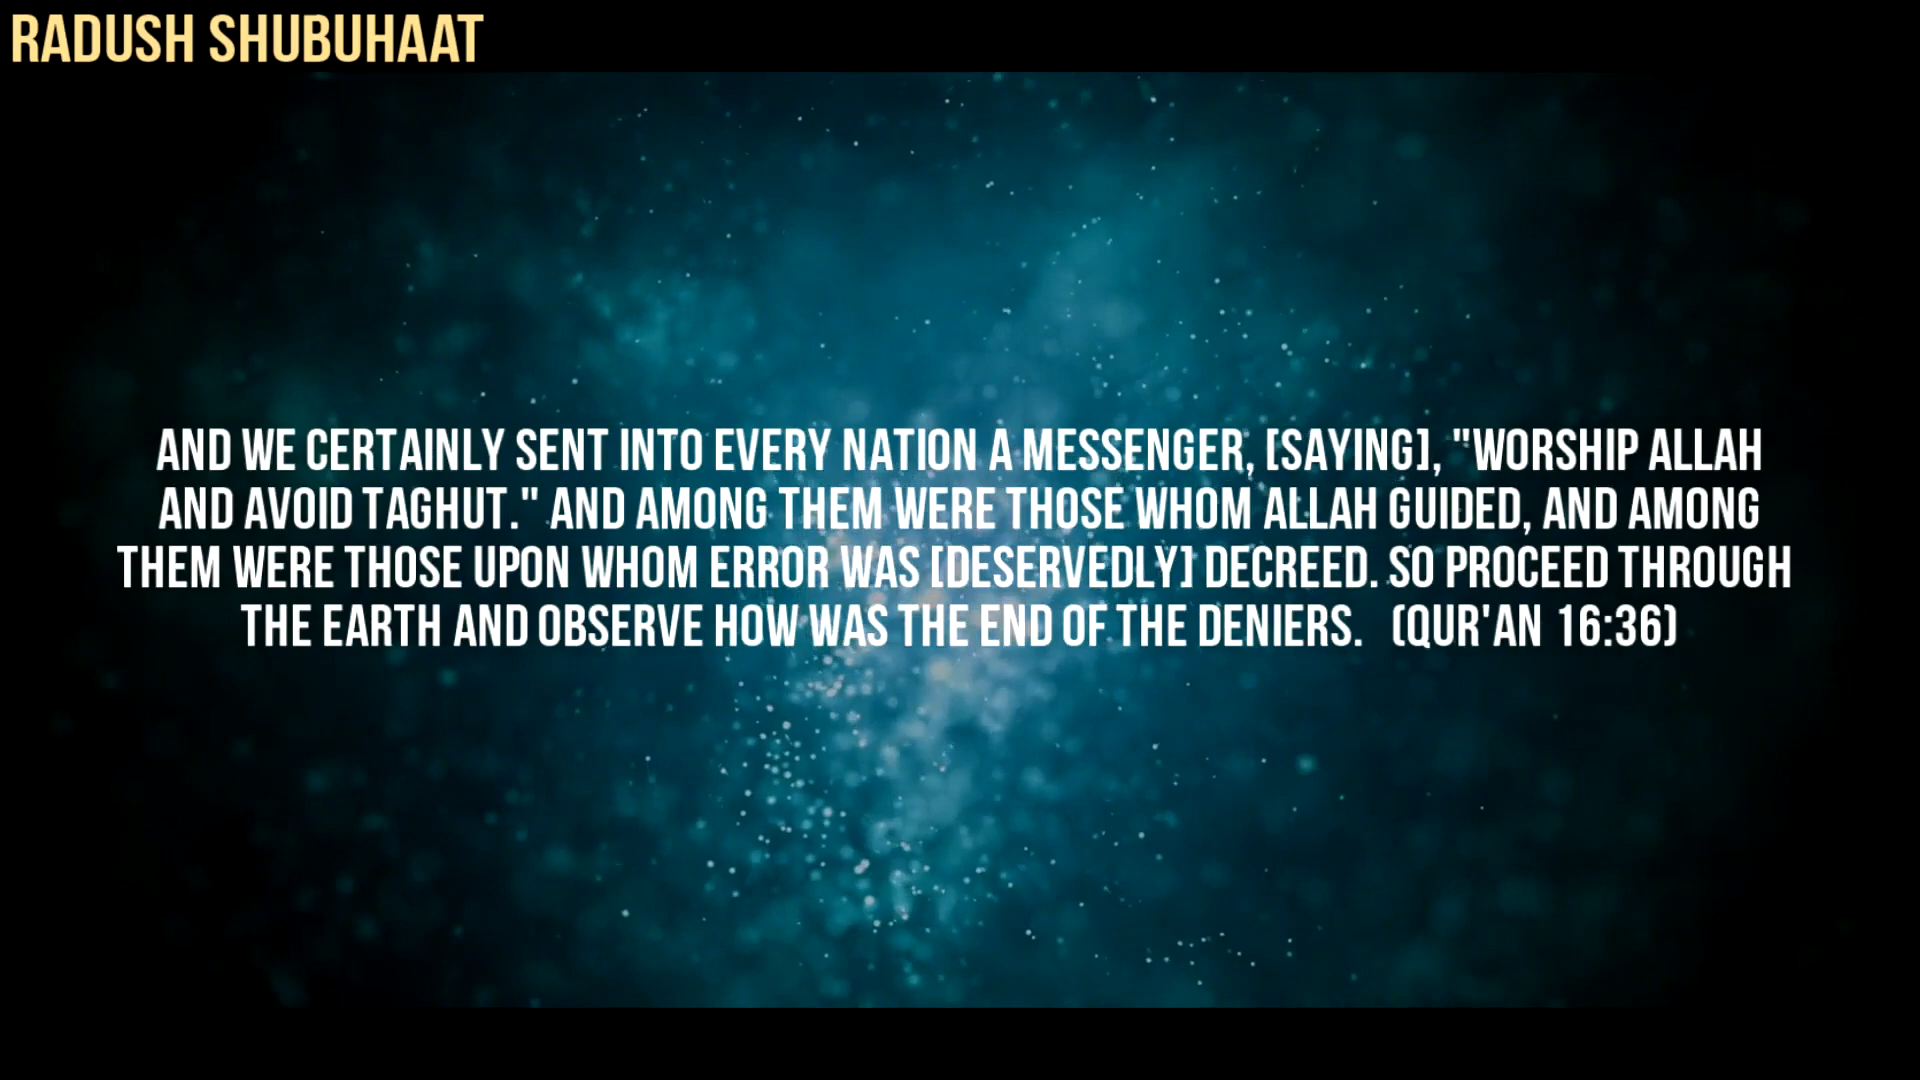 RADUSH SHUBUHAAT
AND WE CERTAINLY SENT INTO EVERY NATION A MESSENGER, [SAYING], "WORSHIP ALLAH
AND AVOID TAGHUT." AND AMONG THEM WERE THOSE WHOM ALLAH GUIDED, AND AMONG
THEM WERE THOSE UPON WHOM ERROR WAS [DESERVEDLY] DECREED. SO PROCEED THROUGH
THE EARTH AND OBSERVE HOW WAS THE END OF THE DENIERS. (QUR'AN 16:36)